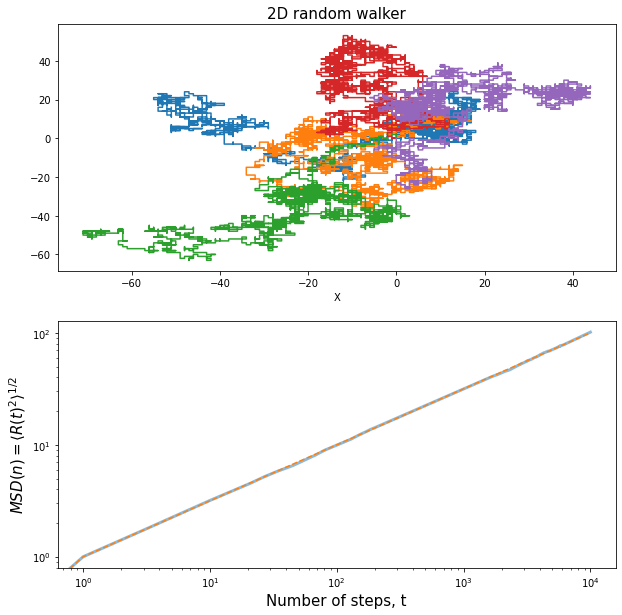 2D random walker
40
20
0
−20
−40
−60
−60 −40 −20 0 20 40
X
MSD(n) = ⟨R(t)²⟩^{1/2}
10²
10¹
10⁰
10⁰ 10¹ 10² 10³ 10⁴
Number of steps, t